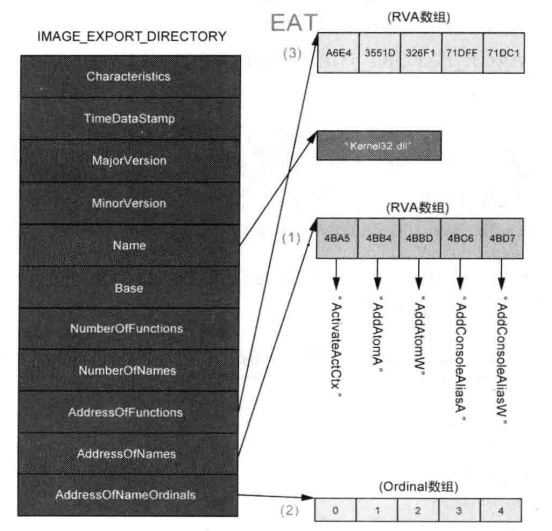 EAT
(RVA数组)
IMAGE_EXPORT_DIRECTORY
(3)
A6E4 3551D 326F1 71DFF 71DC1
Characteristics
TimeDataStamp
"Kernel32 dll"
MajorVersion
MinorVersion
(RVA数组)
Name
(1)
4BA5 4BB4 4BBD 4BC6 4BD7
Base
"ActivateActCtx"
"AddAtomA"
"AddAtomW"
"AddConsoleAliasA"
"AddConsoleAliasW"
NumberOfFunctions
NumberOfNames
AddressOfFunctions
AddressOfNames
(Ordinal数组)
AddressOfNameOrdinals
(2)
0 1 2 3 4